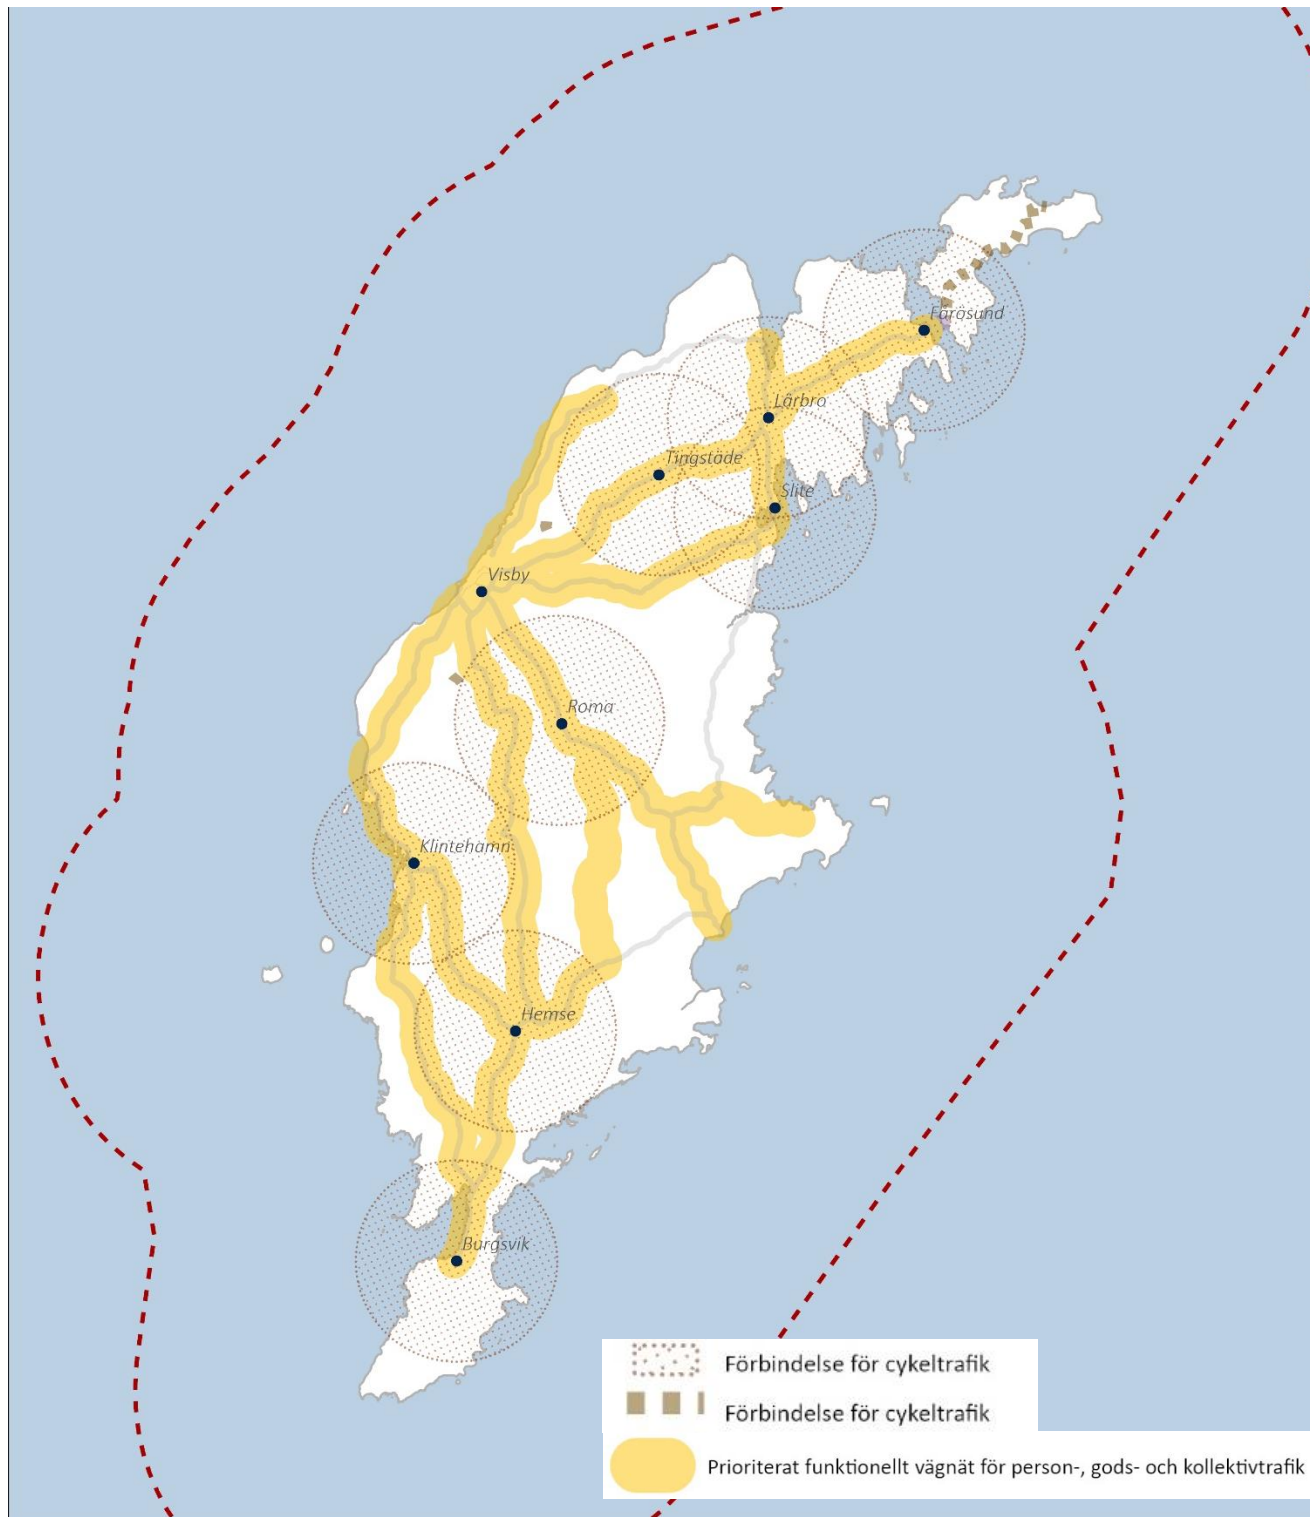 Fårösund
Lärbro
Tingstäde
Slite
Visby
Roma
Klintehamn
Hemse
Burgsvik
Förbindelse för cykeltrafik
Förbindelse för cykeltrafik
Prioriterat funktionellt vägnät för person-, gods- och kollektivtrafik